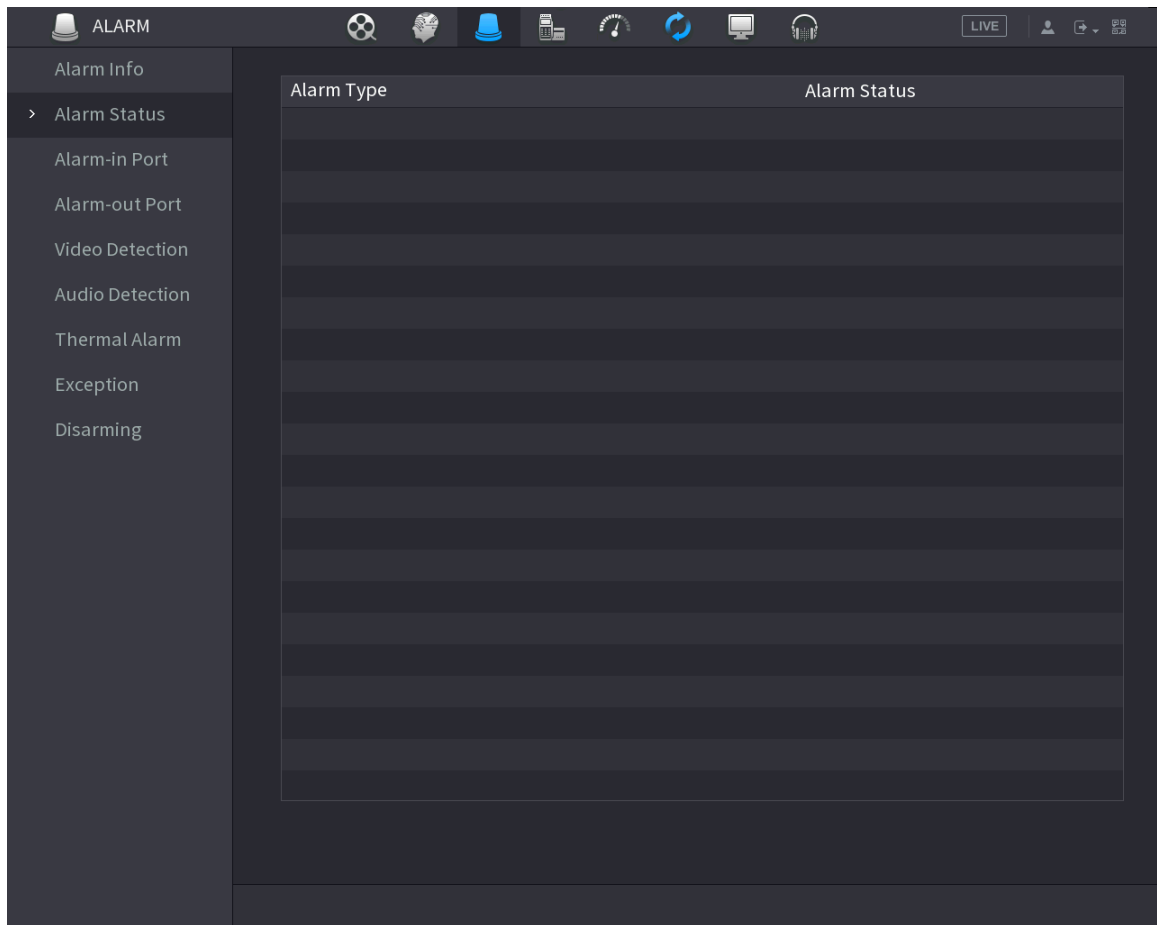 ALARM
LIVE
Alarm Info
Alarm Status
Alarm-in Port
Alarm-out Port
Video Detection
Audio Detection
Thermal Alarm
Exception
Disarming
Alarm Type
Alarm Status